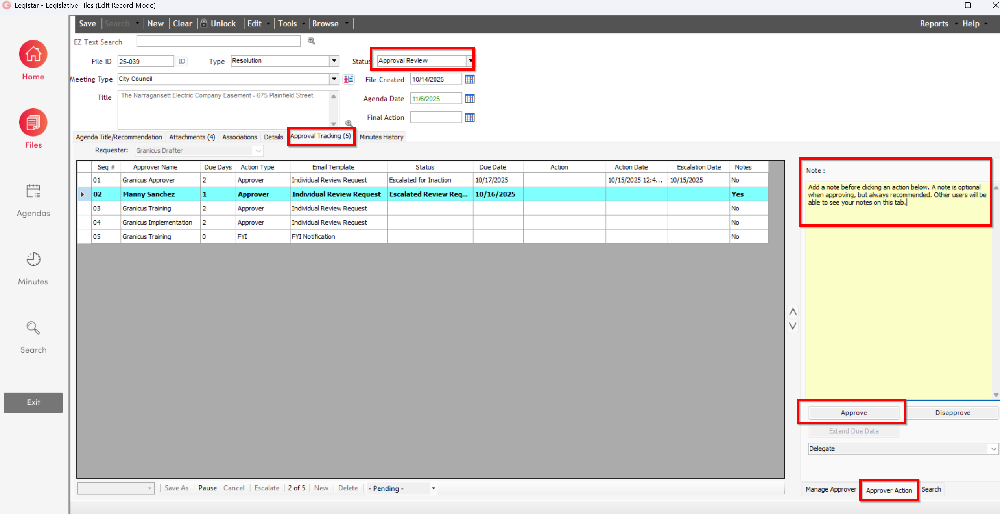 Legistar - Legislative Files (Edit Record Mode)
Save Search New Clear Unlock Edit Tools Browse Reports Help
EZ Text Search
File ID 25-039 ID Type Resolution Status Approval Review
Meeting Type City Council File Created 10/14/2025
Title The Narragansett Electric Company Easement - 675 Plainfield Street. Agenda Date 11/6/2025
Final Action
Agenda Title/Recommendation Attachments (4) Associations Details Approval Tracking (5) Minutes History
Requester: Granicus Drafter
Seq # Approver Name Due Days Action Type Email Template Status Due Date Action Action Date Escalation Date Notes
01 Granicus Approver 2 Approver Individual Review Request Escalated for Inaction 10/17/2025 10/15/2025 12:4... 10/15/2025 No
02 Manny Sanchez 1 Approver Individual Review Request Escalated Review Req... 10/16/2025 Yes
03 Granicus Training 2 Approver Individual Review Request No
04 Granicus Implementation 2 Approver Individual Review Request No
05 Granicus Training 0 FYI FYI Notification No
Note :
Add a note before clicking an action below. A note is optional
when approving, but always recommended. Other users will be
able to see your notes on this tab.
Approve Disapprove
Extend Due Date
Delegate
Save As Pause Cancel Escalate 2 of 5 New Delete - Pending -
Manage Approver Approver Action Search
Home
Files
Agendas
Minutes
Search
Exit